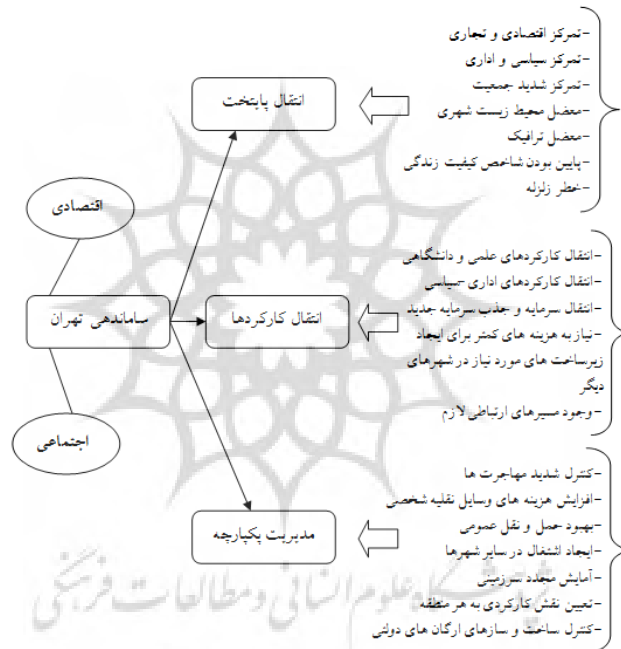 -تمرکز اقتصادی و تجاری
-تمرکز سیاسی و اداری
-تمرکز شدید جمعیت
-معضل محیط زیست شهری
-معضل ترافیک
-پایین بودن شاخص کیفیت زندگی
-خطر زلزله
انتقال پایتخت
اقتصادی
-انتقال کارکردهای علمی و دانشگاهی
-انتقال کارکردهای اداری -سیاسی
-انتقال سرمایه و جذب سرمایه جدید
-نیاز به هزینه های کمتر برای ایجاد
زیرساخت های مورد نیاز در شهرهای
دیگر
-وجود مسیرهای ارتباطی لازم
انتقال کارکردها
ساماندهی تهران
اجتماعی
-کنترل شدید مهاجرت ها
-افزایش هزینه های وسایل نقلیه شخصی
-بهبود حمل و نقل عمومی
-ایجاد اشتغال در سایر شهرها
-آمایش مجدد سرزمینی
-تعیین نقش کارکردی به هر منطقه
-کنترل ساخت و سازهای ارگان های دولتی
مدیریت یکپارچه
پژوهشگاه علوم انسانی و مطالعات فرهنگی